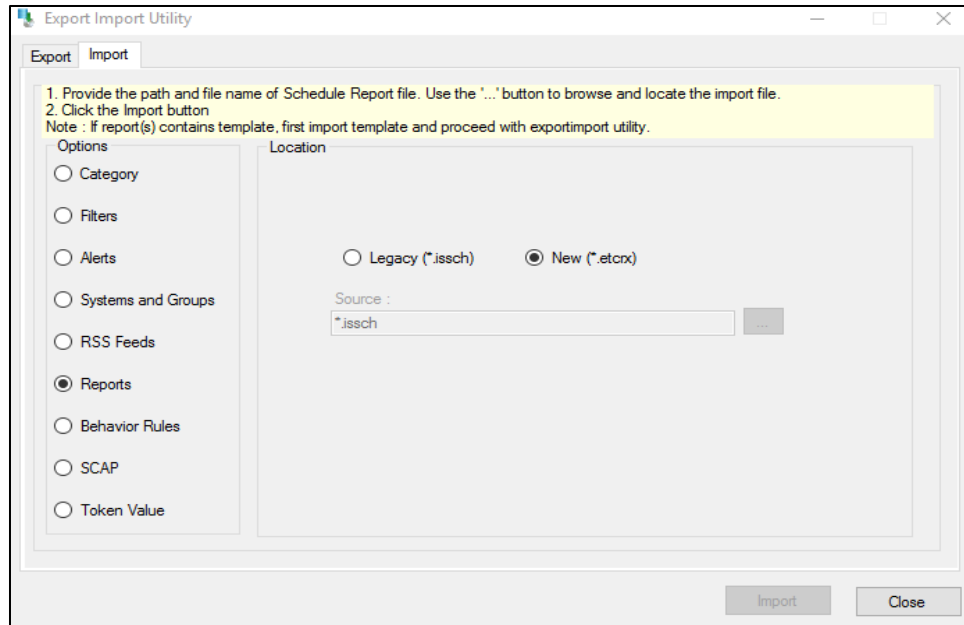 Export Import Utility
Export
Import
1. Provide the path and file name of Schedule Report file. Use the '...' button to browse and locate the import file.
2. Click the Import button
Note : If report(s) contains template, first import template and proceed with exportimport utility.
Options
Location
Category
Filters
Alerts
Legacy (*.issch)
New (*.etcrx)
Systems and Groups
Source :
*.issch
...
RSS Feeds
Reports
Behavior Rules
SCAP
Token Value
Import
Close